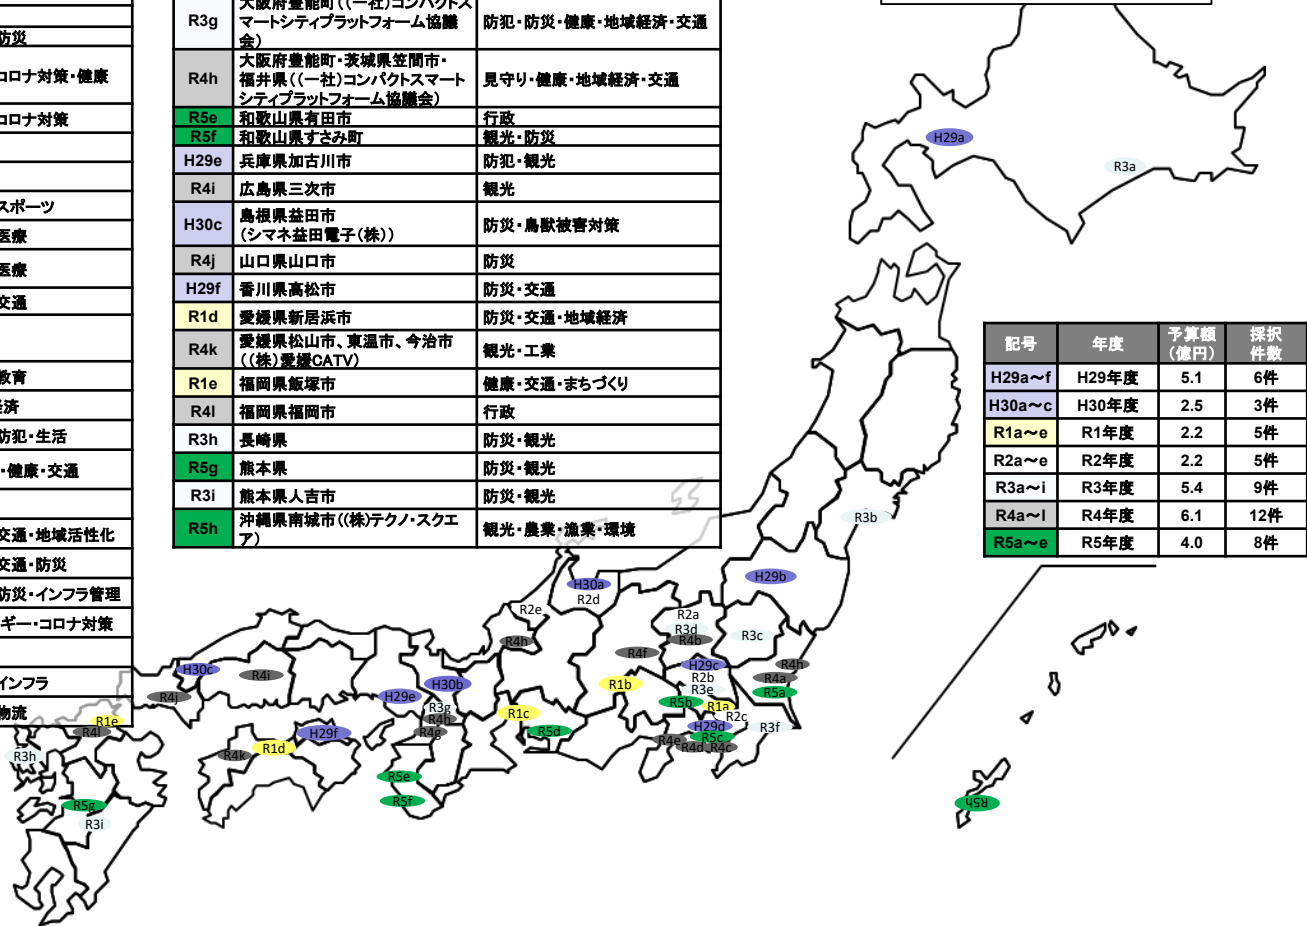 防災
コロナ対策・健康
コロナ対策
スポーツ
医療
医療
交通
教育
経済
防犯・生活
・健康・交通
交通・地域活性化
交通・防災
防災・インフラ管理
ギー・コロナ対策
インフラ
物流
R3g
大阪府豊能町((一社)コンパクトス
マートシティプラットフォーム協議
会)
防犯・防災・健康・地域経済・交通
R4h
大阪府豊能町・茨城県笠間市・
福井県((一社)コンパクトスマート
シティプラットフォーム協議会)
見守り・健康・地域経済・交通
R5e 和歌山県有田市 行政
R5f 和歌山県すさみ町 観光・防災
H29e 兵庫県加古川市 防犯・観光
R4i 広島県三次市 観光
H30c
島根県益田市
(シマネ益田電子(株))
防災・鳥獣被害対策
R4j 山口県山口市 防災
H29f 香川県高松市 防災・交通
R1d 愛媛県新居浜市 防災・交通・地域経済
R4k
愛媛県松山市、東温市、今治市
((株)愛媛CATV)
観光・工業
R1e 福岡県飯塚市 健康・交通・まちづくり
R4l 福岡県福岡市 行政
R3h 長崎県 防災・観光
R5g 熊本県 防災・観光
R3i 熊本県人吉市 防災・観光
R5h
沖縄県南城市((株)テクノ・スクエ
ア)
観光・農業・漁業・環境
記号 年度 予算額
(億円) 採択
件数
H29a～f H29年度 5.1 6件
H30a～c H30年度 2.5 3件
R1a～e R1年度 2.2 5件
R2a～e R2年度 2.2 5件
R3a～i R3年度 5.4 9件
R4a～l R4年度 6.1 12件
R5a～e R5年度 4.0 8件
H29a
R3a
R3b
H29b
H30a
R2d
R2e
R4h
R2a
R3d
R4b
R3c
R4f
H29c
R2b
R3e
R4h
R4a
R5a
R1b
R5b
R1a
R2c
R3f
H29d
R5c
R4e
R4d
R4c
R1c
R5d
H30b
H29e
R3g
R4h
R4g
H30c
R4i
R4j
R1e
R4l
H29f
R1d
R4k
R5e
R5f
R3h
R5g
R3i
R5h